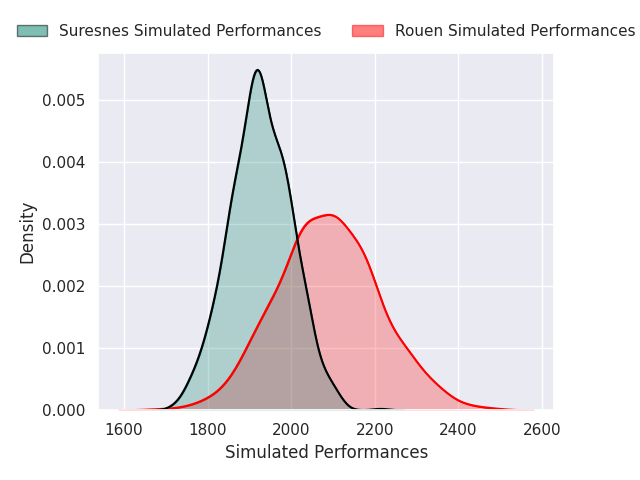 Suresnes Simulated Performances Rouen Simulated Performances
0.005
0.004
0.003
0.002
0.001
0.000
Density
1600 1800 2000 2200 2400 2600
Simulated Performances